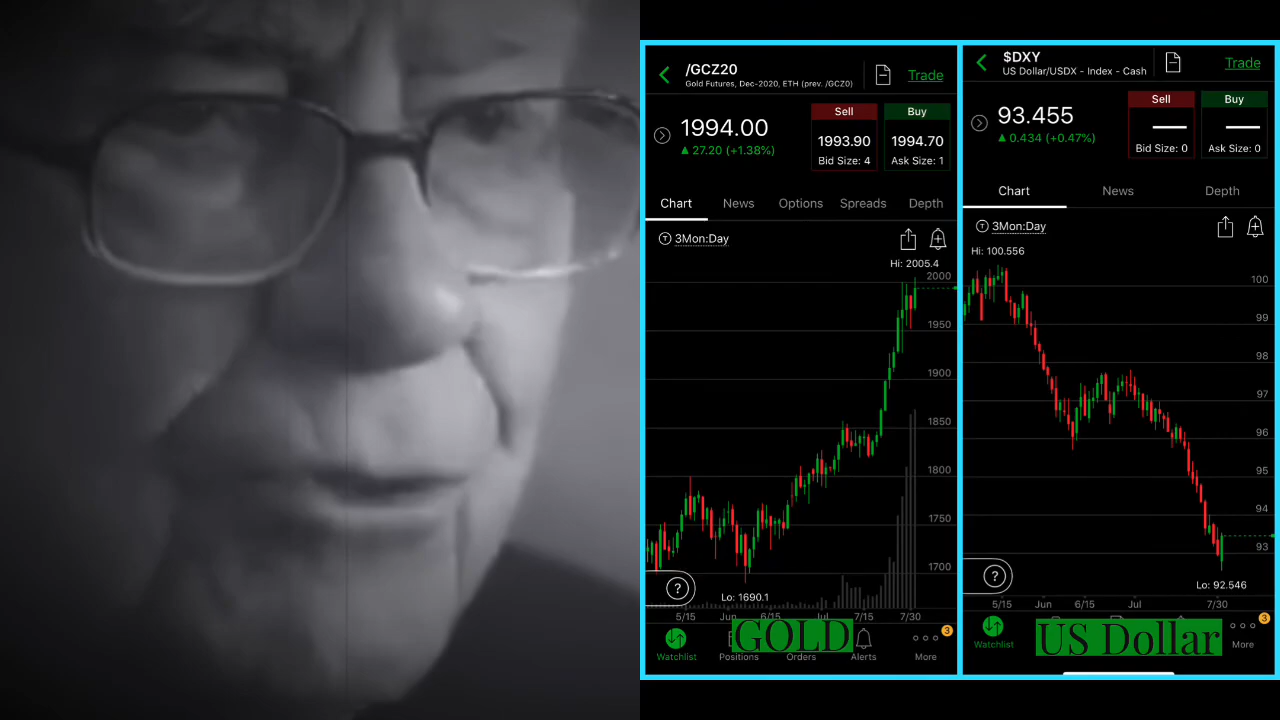 /GCZ20
Gold Futures, Dec-2020, ETH (prev. /GCZ0)
Trade
1994.00
27.20 (+1.38%)
Sell
1993.90
Bid Size: 4
Buy
1994.70
Ask Size: 1
Chart
News
Options
Spreads
Depth
T
3Mon:Day
Hi: 2005.4
2000
1950
1900
1850
1800
1750
1700
?
Lo: 1690.1
5/15
Jun
6/15
Jul
7/30
Watchlist
Positions
Orders
Alerts
More
3
GOLD
$DXY
US Dollar/USDX - Index - Cash
Trade
93.455
0.434 (+0.47%)
Sell
Bid Size: 0
Buy
Ask Size: 0
Chart
News
Depth
T
3Mon:Day
Hi: 100.556
100
99
98
97
96
95
94
93
?
Lo: 92.546
5/15
Jun
6/15
Jul
7/30
Watchlist
More
3
US Dollar